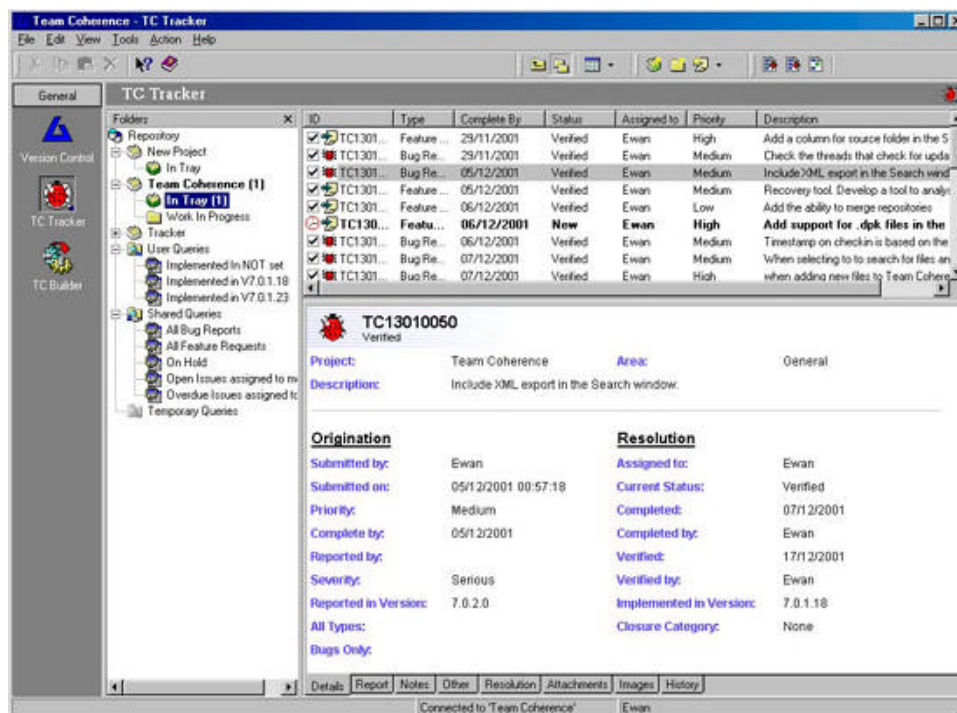 Team Coherence - TC Tracker
File Edit View Tools Action Help
General
TC Tracker
Version Control
TC Tracker
TC Builder
Folders
Repository
New Project
In Tray
Team Coherence (1)
In Tray (1)
Work In Progress
Tracker
User Queries
Implemented In NOT set
Implemented in V7.0.1.18
Implemented in V7.0.1.23
Shared Queries
All Bug Reports
All Feature Requests
On Hold
Open Issues assigned to m
Overdue Issues assigned to
Temporary Queries
ID Type Complete By Status Assigned to Priority Description
TC1301... Feature ... 29/11/2001 Verified Ewan High Add a column for source folder in the S
TC1301... Bug Re... 29/11/2001 Verified Ewan Medium Check the threads that check for upda
TC1301... Bug Re... 05/12/2001 Verified Ewan Medium Include XML export in the Search wind
TC1301... Feature ... 05/12/2001 Verified Ewan Medium Recovery tool. Develop a tool to analys
TC1301... Feature ... 06/12/2001 Verified Ewan Low Add the ability to merge repositories
TC130... Featu... 06/12/2001 New Ewan High Add support for .dpk files in the
TC1301... Bug Re... 06/12/2001 Verified Ewan Medium Timestamp on checkin is based on the
TC1301... Bug Re... 07/12/2001 Verified Ewan Medium When selecting to to search for files an
TC1301... Bug Re... 07/12/2001 Verified Ewan High when adding new files to Team Cohere
TC13010050
Verified
Project: Team Coherence Area: General
Description: Include XML export in the Search window.
Origination Resolution
Submitted by: Ewan Assigned to: Ewan
Submitted on: 05/12/2001 00:57:18 Current Status: Verified
Priority: Medium Completed: 07/12/2001
Complete by: 05/12/2001 Completed by: Ewan
Reported by: Verified: 17/12/2001
Severity: Serious Verified by: Ewan
Reported in Version: 7.0.2.0 Implemented in Version: 7.0.1.18
All Types: Closure Category: None
Bugs Only:
Details Report Notes Other Resolution Attachments Images History
Connected to 'Team Coherence' Ewan